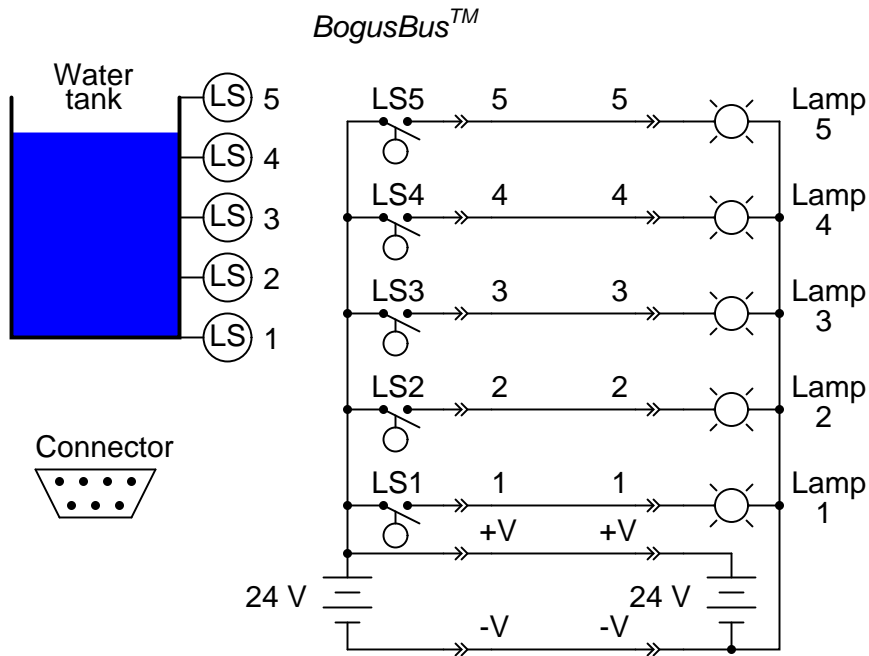 BogusBus™
Water
tank
LS 5
LS 4
LS 3
LS 2
LS 1
Connector
LS5 5 5 Lamp
5
LS4 4 4 Lamp
4
LS3 3 3 Lamp
3
LS2 2 2 Lamp
2
LS1 1 1 Lamp
1
+V +V
24 V 24 V
-V -V